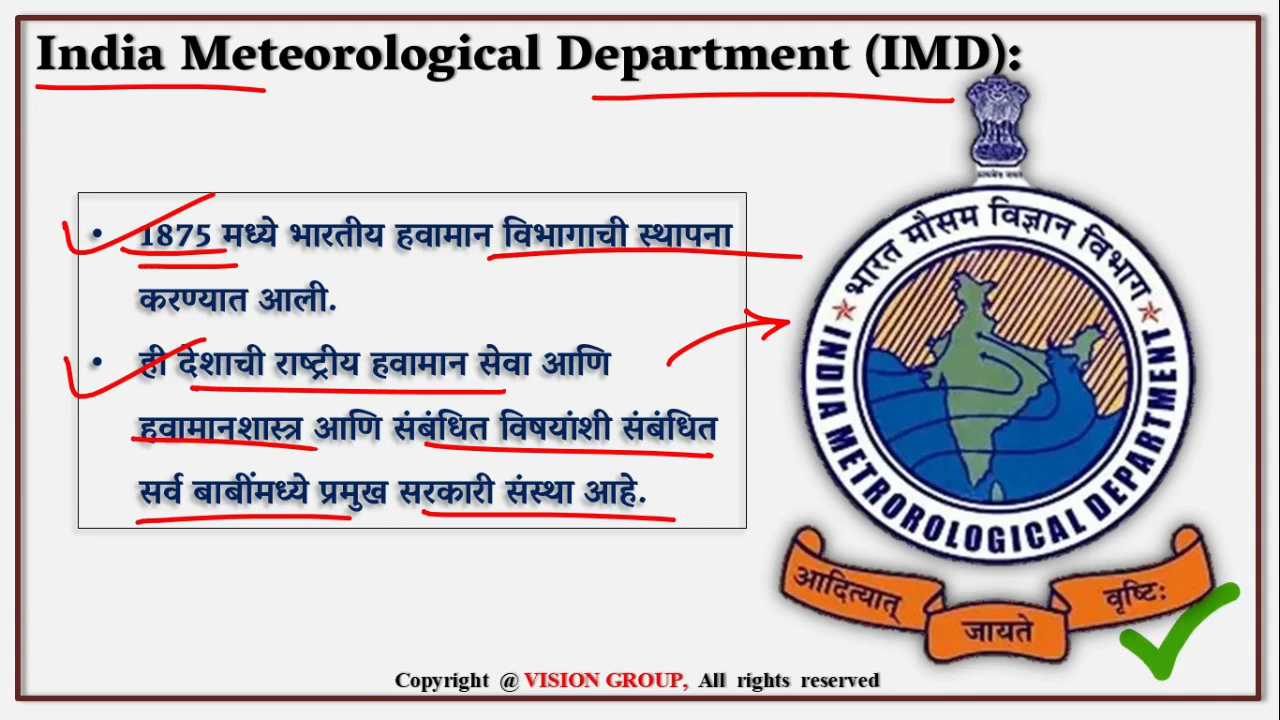 India Meteorological Department (IMD):
• 1875 मध्ये भारतीय हवामान विभागाची स्थापना
करण्यात आली.
• ही देशाची राष्ट्रीय हवामान सेवा आणि
हवामानशास्त्र आणि संबंधित विषयांशी संबंधित
सर्व बाबींमध्ये प्रमुख सरकारी संस्था आहे.
भारत मौसम विज्ञान विभाग
INDIA METROROLOGICAL DEPARTMENT
आदित्यात्
जायते
वृष्टिः
Copyright @ VISION GROUP, All rights reserved